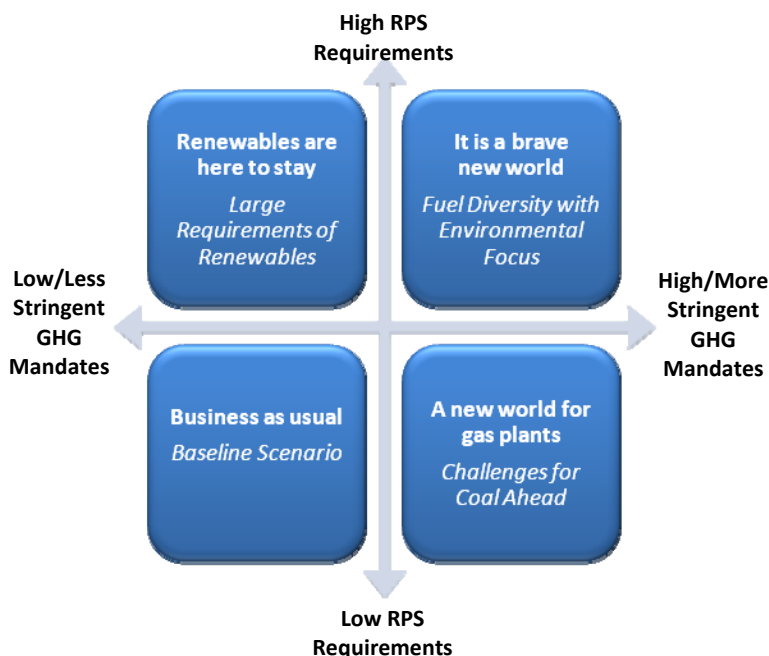 High RPS
Requirements
Renewables are
here to stay
Large
Requirements of
Renewables
It is a brave
new world
Fuel Diversity with
Environmental
Focus
Low/Less
Stringent
GHG
Mandates
High/More
Stringent
GHG
Mandates
Business as usual
Baseline Scenario
A new world for
gas plants
Challenges for
Coal Ahead
Low RPS
Requirements